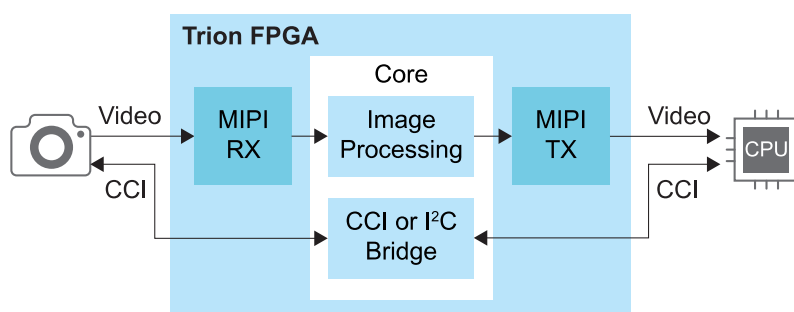 Trion FPGA
Core
Video
MIPI
RX
Image
Processing
MIPI
TX
Video
CPU
CCI
CCI
CCI or I²C
Bridge